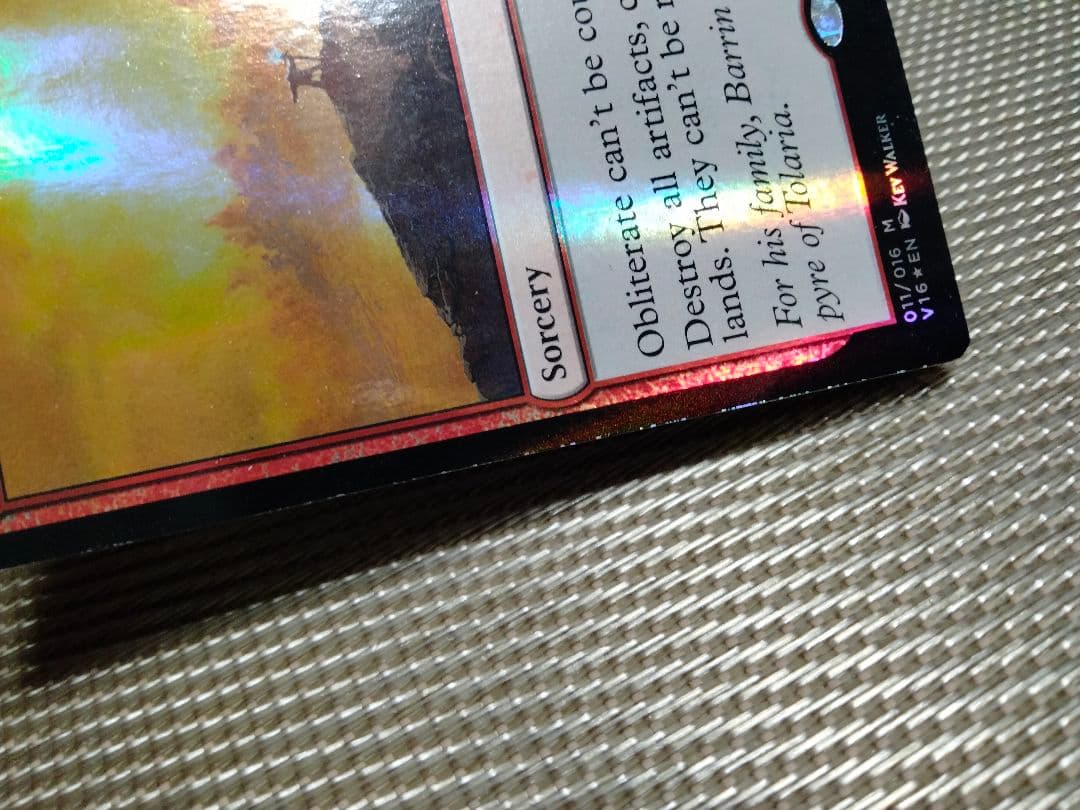 Sorcery
Obliterate can't be cou
Destroy all artifacts, c
lands. They can't be r
For his family, Barrin
pyre of Tolaria.
011/016 M
V16★EN KEV WALKER